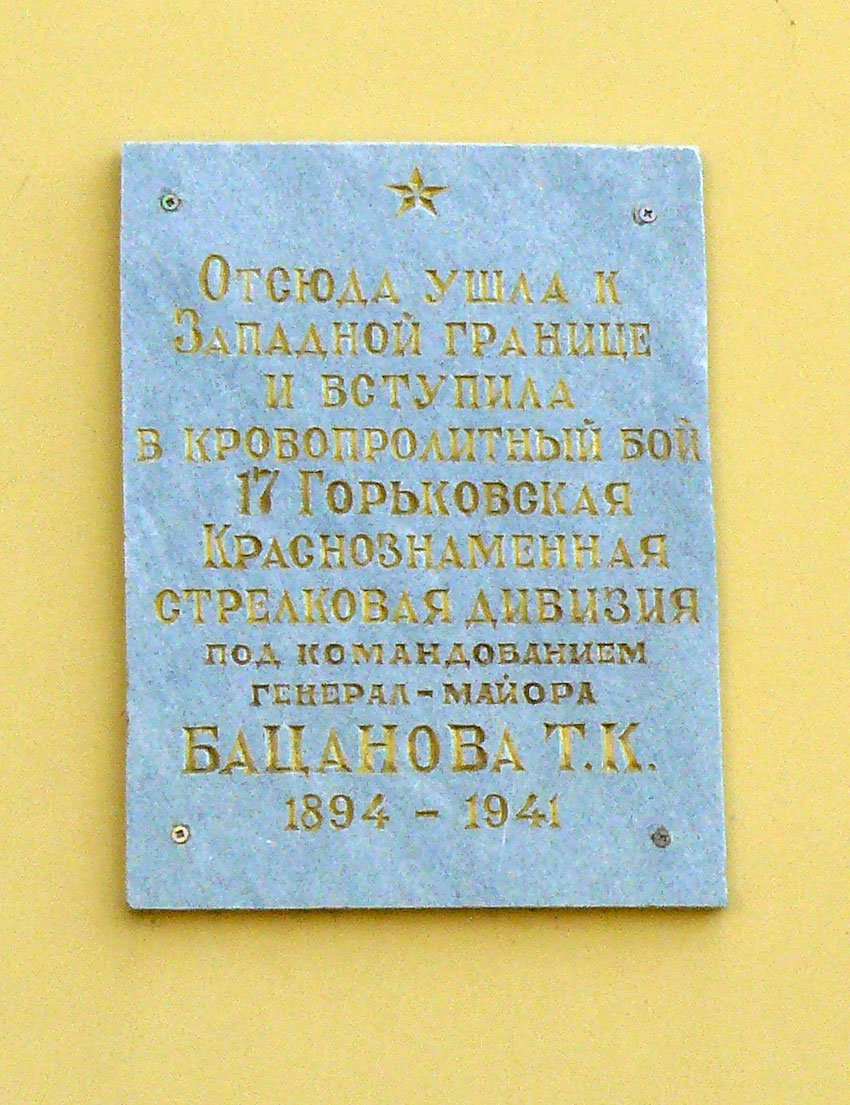 Отсюда ушла к
Западной границе
и вступила
в кровопролитный бой
17 Горьковская
Краснознаменная
стрелковая дивизия
под командованием
генерал-майора
Бацанова Т.К.
1894 - 1941